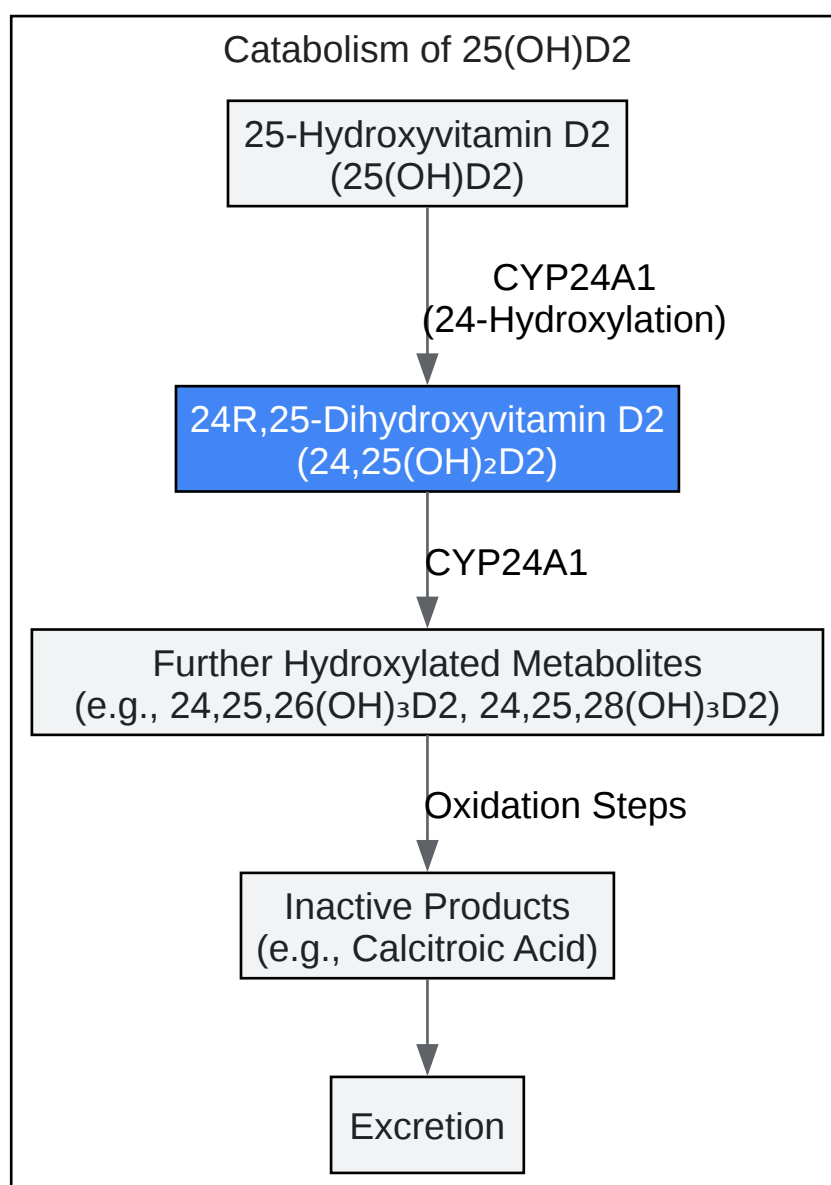 Catabolism of 25(OH)D2
25-Hydroxyvitamin D2
(25(OH)D2)
CYP24A1
(24-Hydroxylation)
24R,25-Dihydroxyvitamin D2
(24,25(OH)₂D2)
CYP24A1
Further Hydroxylated Metabolites
(e.g., 24,25,26(OH)₃D2, 24,25,28(OH)₃D2)
Oxidation Steps
Inactive Products
(e.g., Calcitroic Acid)
Excretion